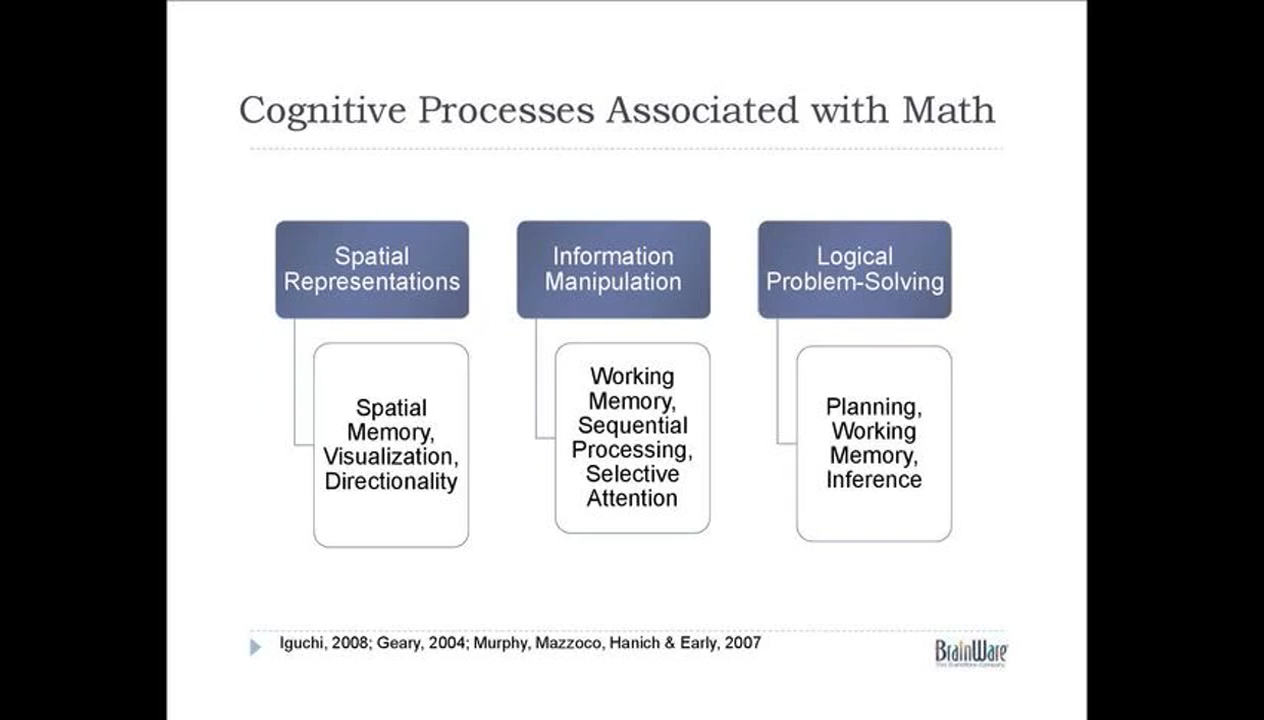 Cognitive Processes Associated with Math
Spatial
Representations
Spatial
Memory,
Visualization,
Directionality
Information
Manipulation
Working
Memory,
Sequential
Processing,
Selective
Attention
Logical
Problem-Solving
Planning,
Working
Memory,
Inference
Iguchi, 2008; Geary, 2004; Murphy, Mazzoco, Hanich & Early, 2007
BrainWare